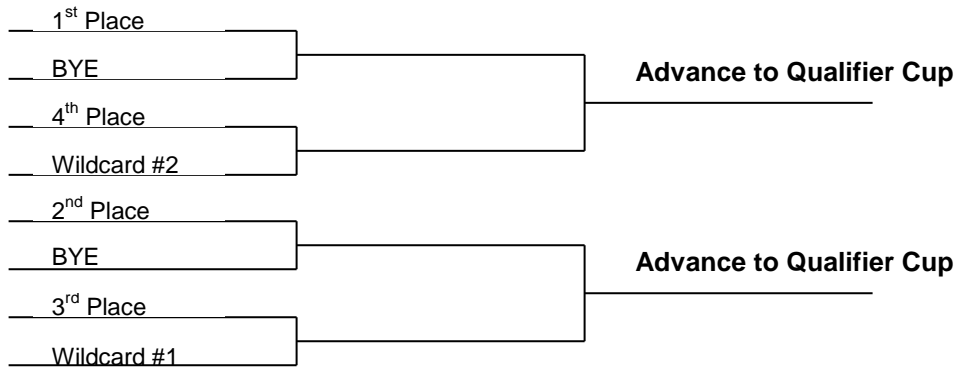 1st Place
BYE
Advance to Qualifier Cup
4th Place
Wildcard #2
2nd Place
BYE
Advance to Qualifier Cup
3rd Place
Wildcard #1